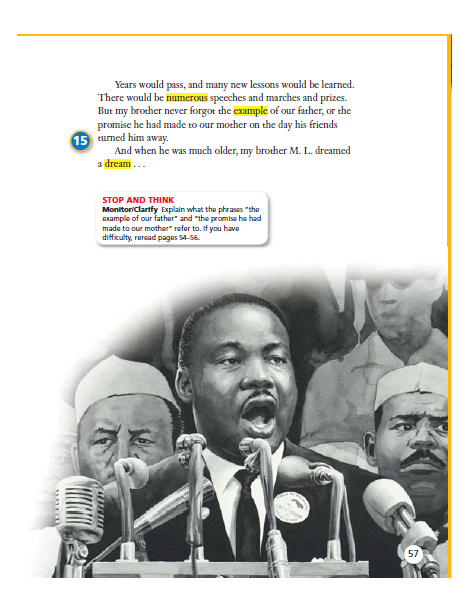 Years would pass, and many new lessons would be learned.
There would be numerous speeches and marches and prizes.
But my brother never forgot the example of our father, or the
promise he had made to our mother on the day his friends
15 turned him away.
And when he was much older, my brother M. L. dreamed
a dream . . .
STOP AND THINK
Monitor/Clarify Explain what the phrases “the
example of our father” and “the promise he had
made to our mother” refer to. If you have
difficulty, reread pages 54–56.
57